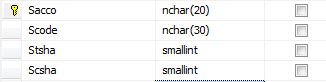 Sacco nchar(20)
Scode nchar(30)
Stsha smallint
Scsha smallint